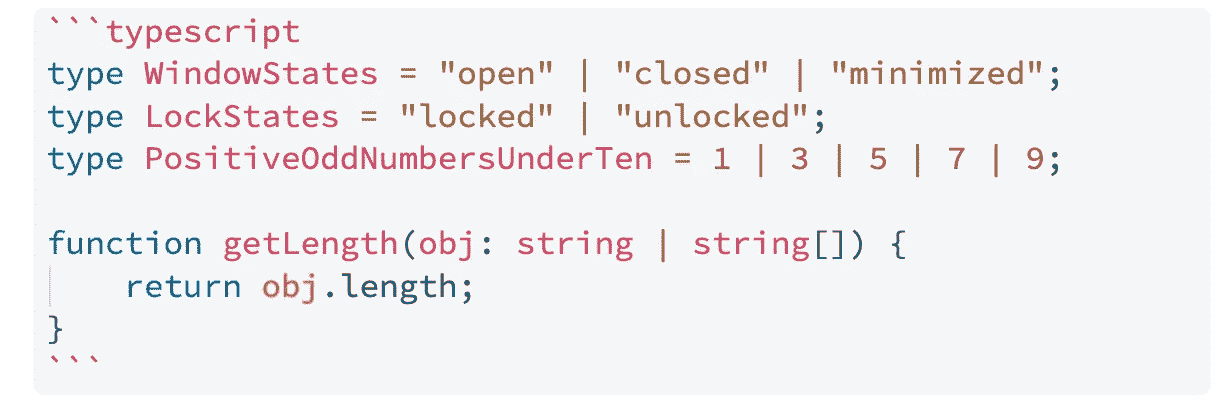 ```typescript
type WindowStates = "open" | "closed" | "minimized";
type LockStates = "locked" | "unlocked";
type PositiveOddNumbersUnderTen = 1 | 3 | 5 | 7 | 9;

function getLength(obj: string | string[]) {
    return obj.length;
}
```